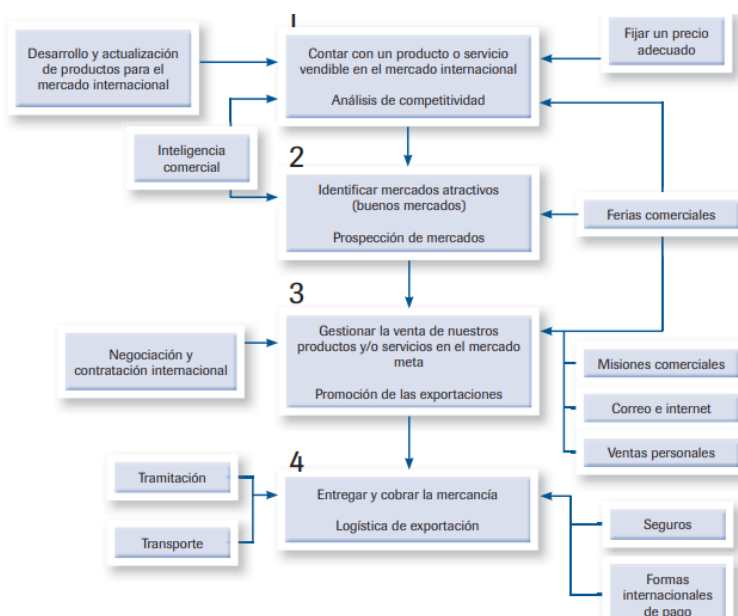 1
Desarrollo y actualización
de productos para el
mercado internacional
Contar con un producto o servicio
vendible en el mercado internacional
Análisis de competitividad
Fijar un precio
adecuado
Inteligencia
comercial
2
Identificar mercados atractivos
(buenos mercados)
Prospección de mercados
Ferias comerciales
3
Gestionar la venta de nuestros
productos y/o servicios en el mercado
meta
Promoción de las exportaciones
Negociación y
contratación internacional
Misiones comerciales
Correo e internet
Ventas personales
4
Tramitación
Transporte
Entregar y cobrar la mercancía
Logística de exportación
Seguros
Formas
internacionales
de pago